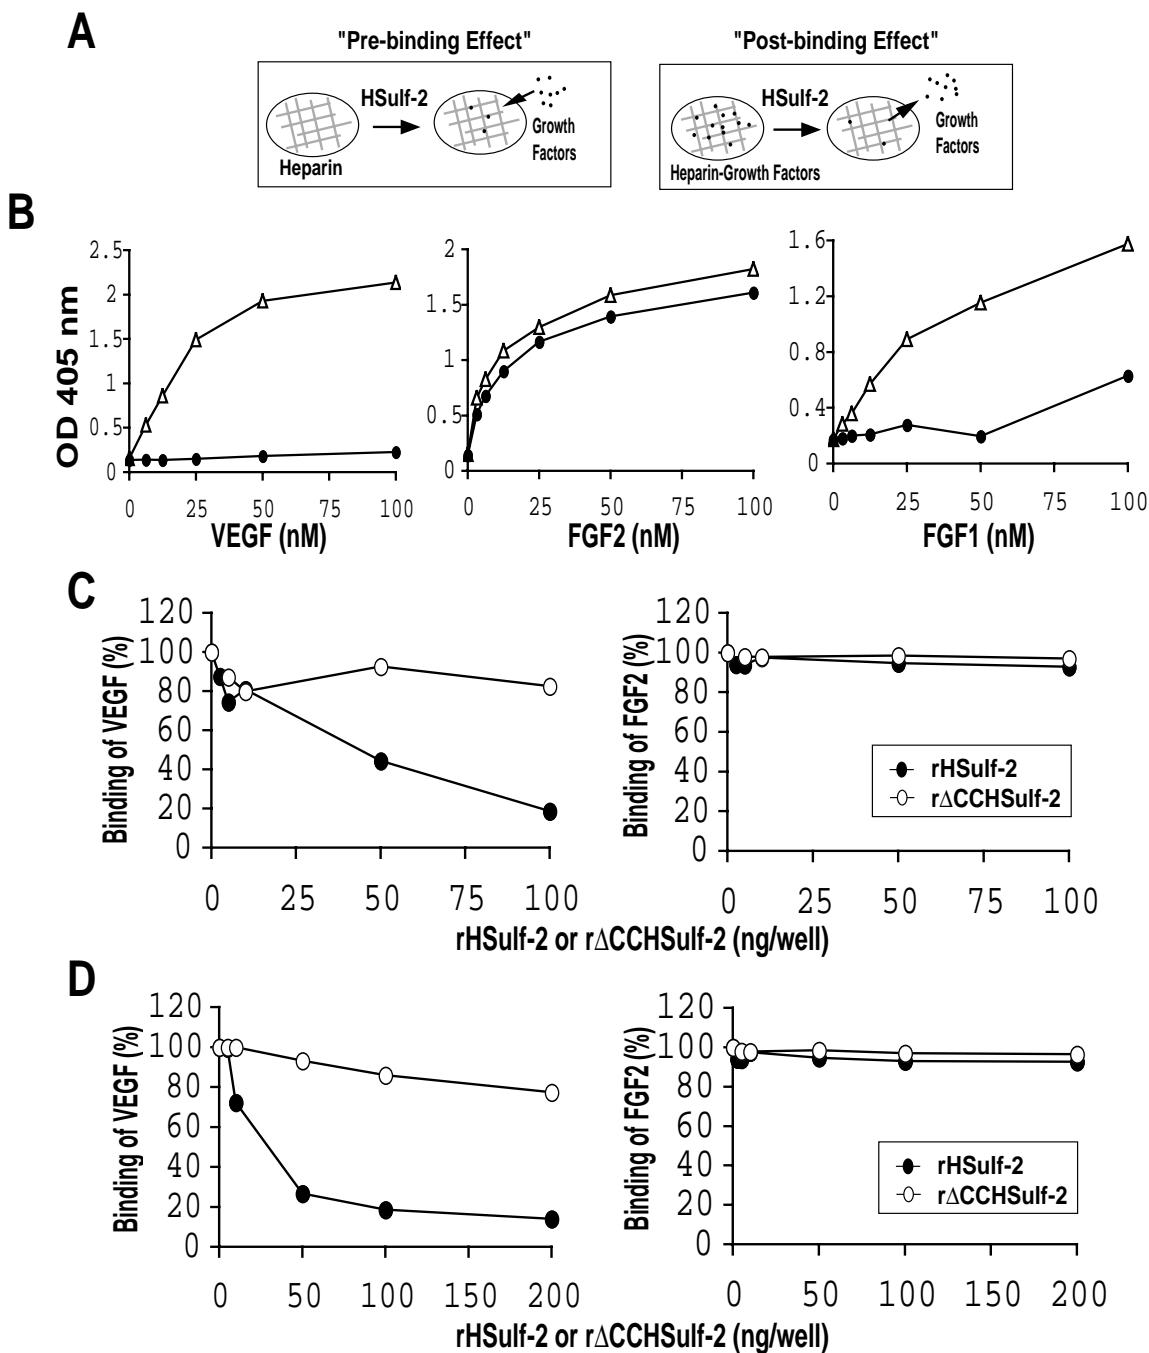 A
"Pre-binding Effect"
"Post-binding Effect"
HSulf-2
Growth
Factors
Heparin
HSulf-2
Growth
Factors
Heparin-Growth Factors
B
OD 405 nm
2.5
2
1.5
1
0.5
0
0 25 50 75 100
VEGF (nM)
2
1.5
1
0.5
0
0 25 50 75 100
FGF2 (nM)
1.6
1.2
0.8
0.4
0
0 25 50 75 100
FGF1 (nM)
C
Binding of VEGF (%)
120
100
80
60
40
20
0
0 25 50 75 100
Binding of FGF2 (%)
120
100
80
60
40
20
0
0 25 50 75 100
rHSulf-2
r∆CCHSulf-2
rHSulf-2 or r∆CCHSulf-2 (ng/well)
D
Binding of VEGF (%)
120
100
80
60
40
20
0
0 50 100 150 200
Binding of FGF2 (%)
120
100
80
60
40
20
0
0 50 100 150 200
rHSulf-2
r∆CCHSulf-2
rHSulf-2 or r∆CCHSulf-2 (ng/well)